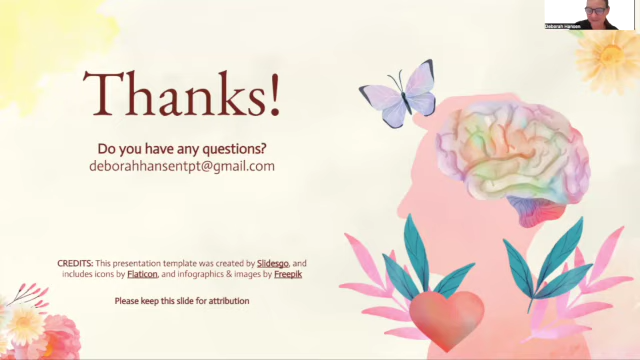 Deborah Hansen
Thanks!
Do you have any questions?
deborahhansentpt@gmail.com
CREDITS: This presentation template was created by Slidesgo, and
includes icons by Flaticon, and infographics & images by Freepik
Please keep this slide for attribution